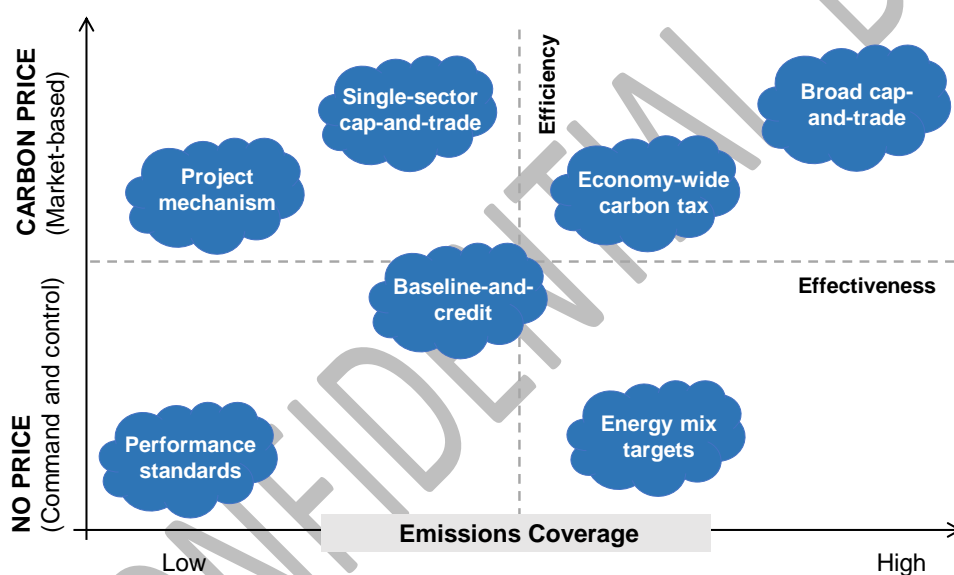 CARBON PRICE
(Market-based)
NO PRICE
(Command and control)
Efficiency
Single-sector
cap-and-trade
Broad cap-
and-trade
Project
mechanism
Economy-wide
carbon tax
Effectiveness
Baseline-and-
credit
Performance
standards
Energy mix
targets
Emissions Coverage
Low
High